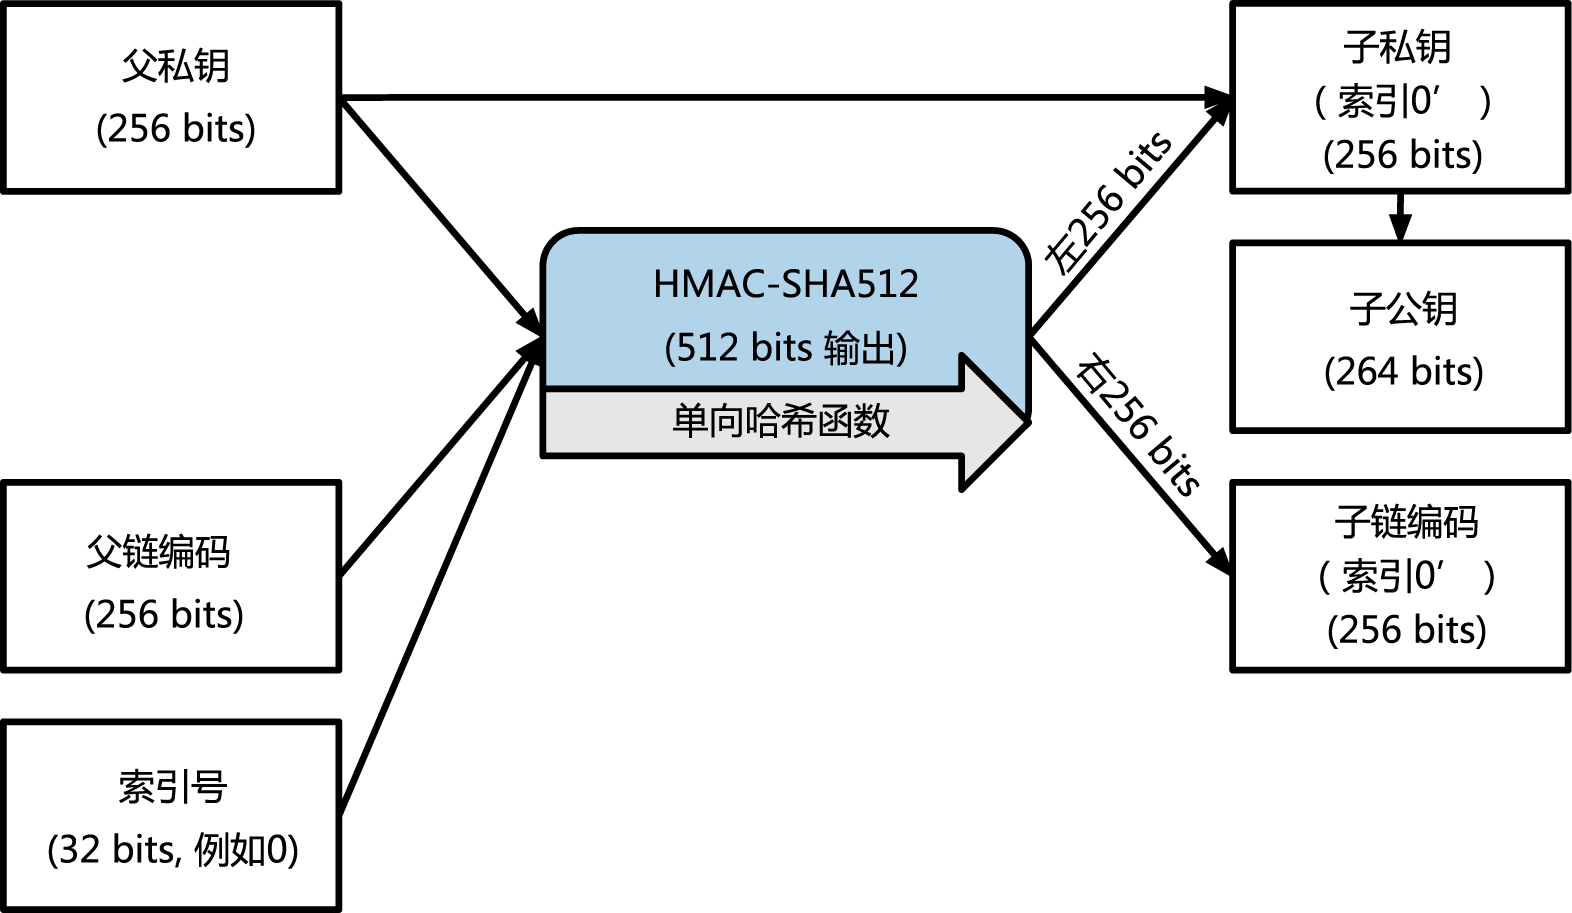 父私钥
(256 bits)
父链编码
(256 bits)
索引号
(32 bits, 例如0)
HMAC-SHA512
(512 bits 输出)
单向哈希函数
左256 bits
右256 bits
子私钥
( 索引0′ )
(256 bits)
子公钥
(264 bits)
子链编码
( 索引0′ )
(256 bits)